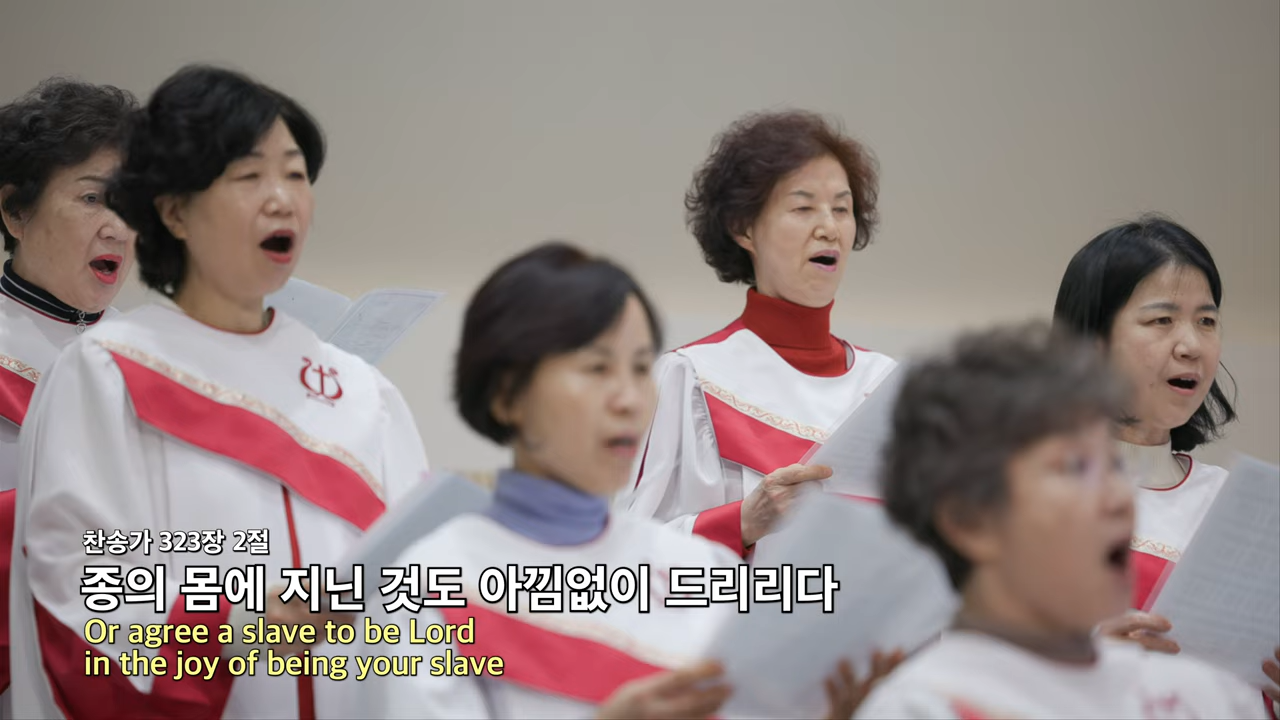 찬송가 323장 2절
종의 몸에 지닌 것도 아낌없이 드리리다
Or agree a slave to be Lord
in the joy of being your slave